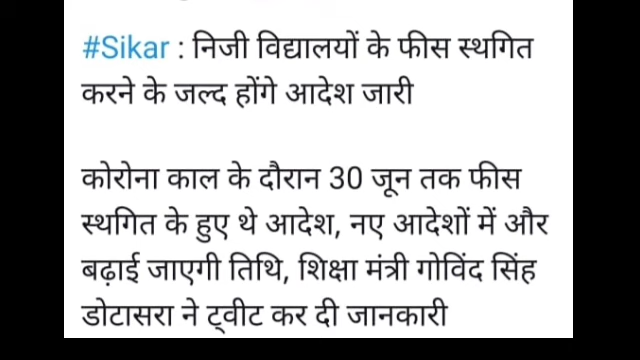 #Sikar : निजी विद्यालयों के फीस स्थगित
करने के जल्द होंगे आदेश जारी
कोरोना काल के दौरान 30 जून तक फीस
स्थगित के हुए थे आदेश, नए आदेशों में और
बढ़ाई जाएगी तिथि, शिक्षा मंत्री गोविंद सिंह
डोटासरा ने ट्वीट कर दी जानकारी